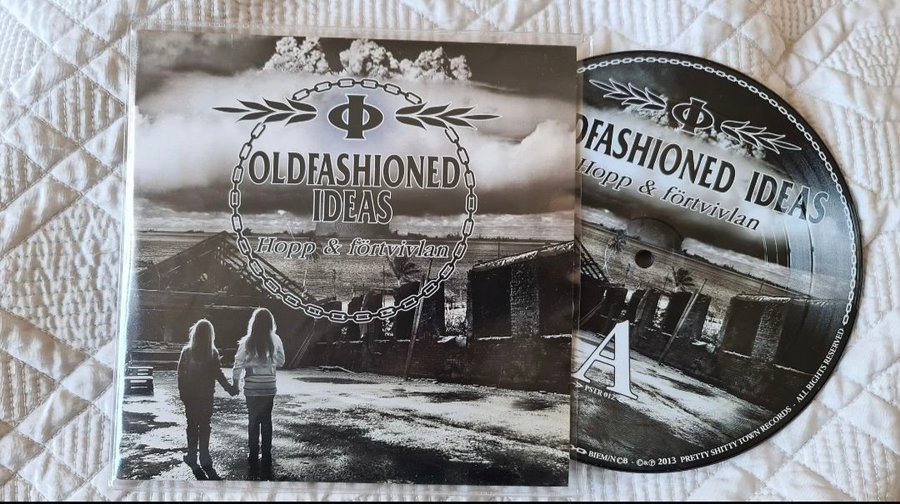 Φ
OLDFASHIONED
IDEAS
Hopp & förtvivlan
DFASHIONED IDEAS
Hopp & förtvivlan
A
PSTR 012
BIEM/NCB · ©&℗ 2013 PRETTY SHITTY TOWN RECORDS · ALL RIGHTS RESERVED